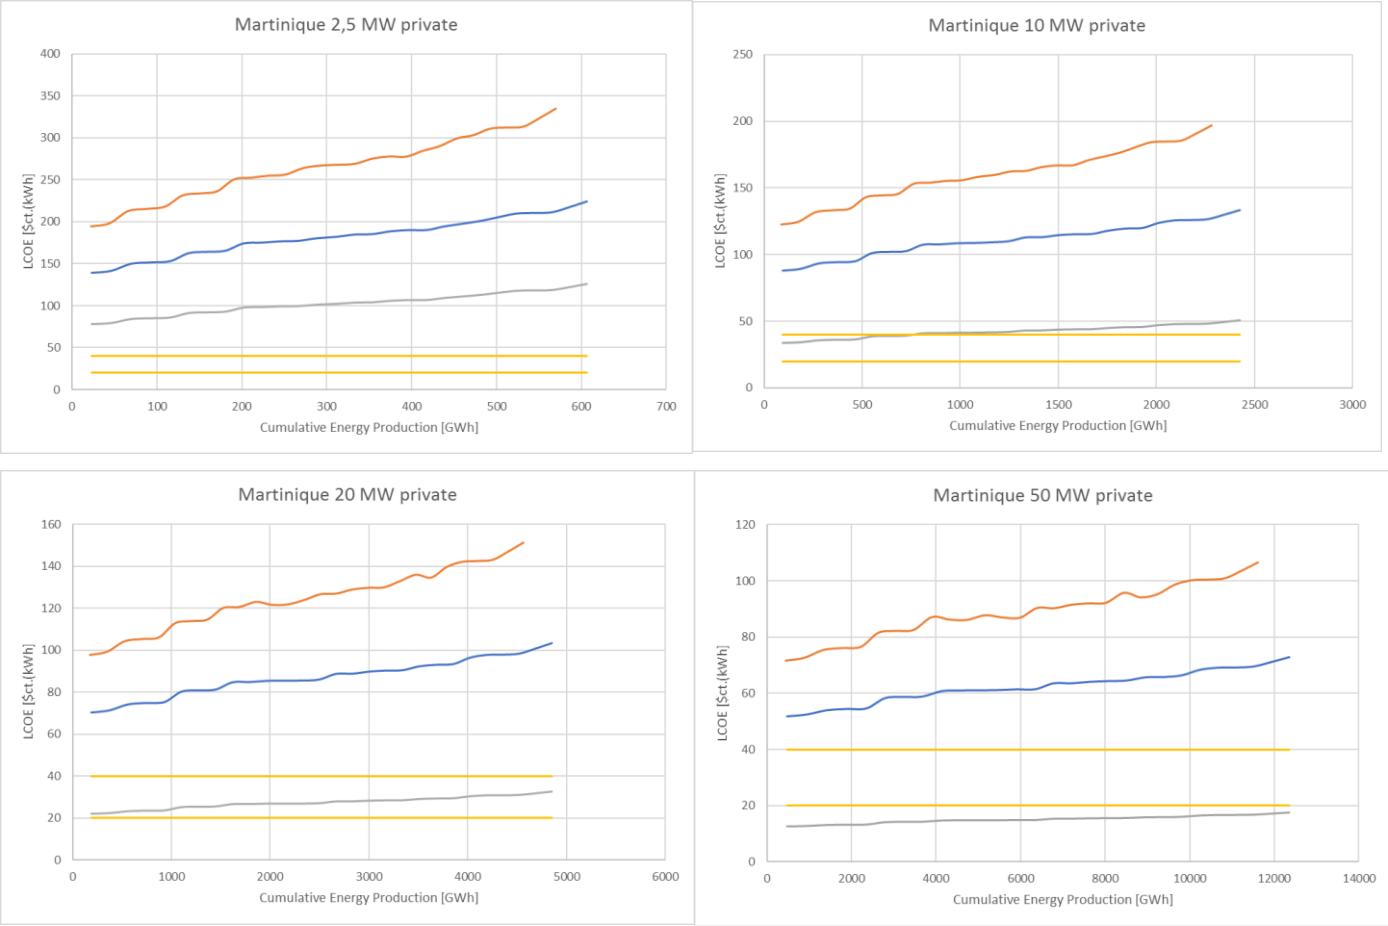 Martinique 2,5 MW private
400
350
300
250
200
150
100
50
0
LCOE [$ct.(kWh]
0 100 200 300 400 500 600 700
Cumulative Energy Production [GWh]
Martinique 10 MW private
250
200
150
100
50
0
LCOE [$ct.(kWh]
0 500 1000 1500 2000 2500 3000
Cumulative Energy Production [GWh]
Martinique 20 MW private
160
140
120
100
80
60
40
20
0
LCOE [$ct.(kWh]
0 1000 2000 3000 4000 5000 6000
Cumulative Energy Production [GWh]
Martinique 50 MW private
120
100
80
60
40
20
0
LCOE [$ct.(kWh]
0 2000 4000 6000 8000 10000 12000 14000
Cumulative Energy Production [GWh]